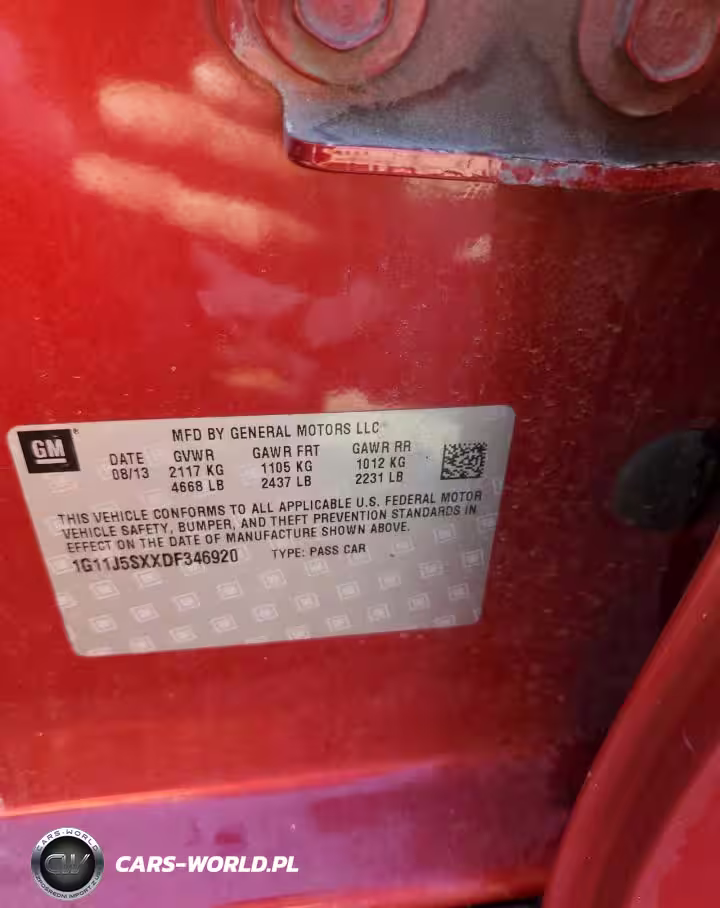 GM
MFD BY GENERAL MOTORS LLC
DATE GVWR GAWR FRT GAWR RR
08/13 2117 KG 1105 KG 1012 KG
4668 LB 2437 LB 2231 LB
THIS VEHICLE CONFORMS TO ALL APPLICABLE U.S. FEDERAL MOTOR
VEHICLE SAFETY, BUMPER, AND THEFT PREVENTION STANDARDS IN
EFFECT ON THE DATE OF MANUFACTURE SHOWN ABOVE.
1G11J5SXXDF346920 TYPE: PASS CAR
CARS-WORLD
CW
CARS-WORLD.PL